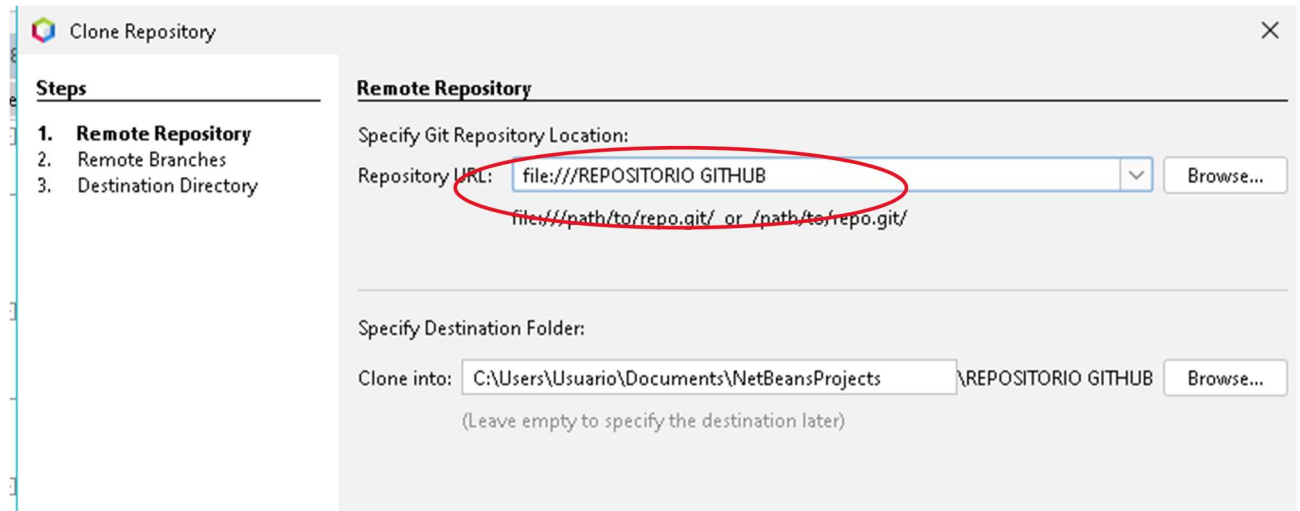 Clone Repository
Steps
1. Remote Repository
2. Remote Branches
3. Destination Directory
Remote Repository
Specify Git Repository Location:
Repository URL: file:///REPOSITORIO GITHUB Browse...
file:///path/to/repo.git/ or /path/to/repo.git/
Specify Destination Folder:
Clone into: C:\Users\Usuario\Documents\NetBeansProjects \REPOSITORIO GITHUB Browse...
(Leave empty to specify the destination later)